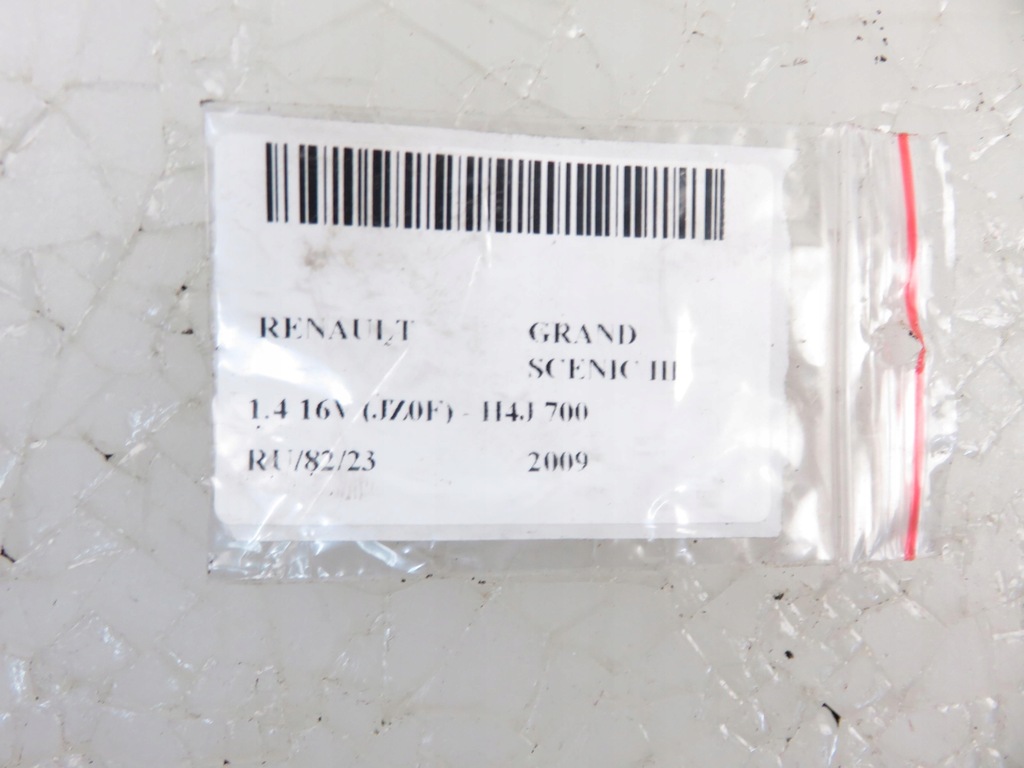 RENAULT GRAND
SCENIC III
1.4 16V (JZ0F) - H4J 700
RU/82/23 2009